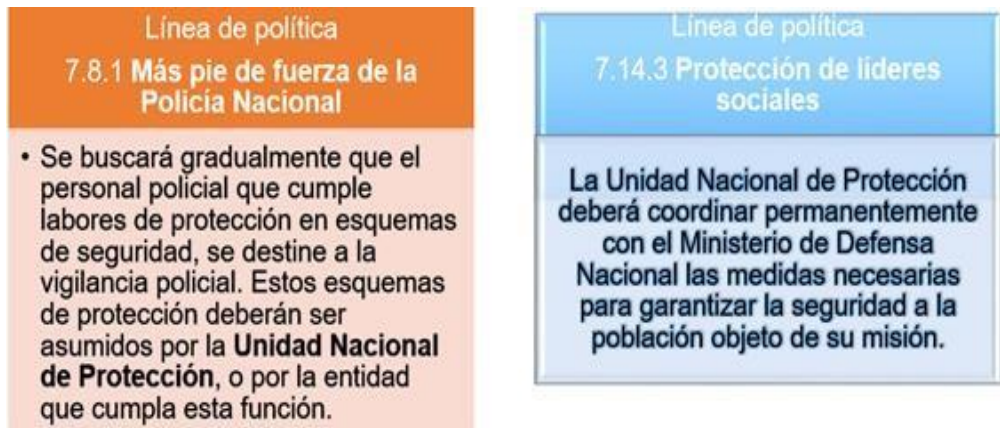 Línea de política
7.8.1 Más pie de fuerza de la
Policía Nacional
• Se buscará gradualmente que el
personal policial que cumple
labores de protección en esquemas
de seguridad, se destine a la
vigilancia policial. Estos esquemas
de protección deberán ser
asumidos por la Unidad Nacional
de Protección, o por la entidad
que cumpla esta función.
Línea de política
7.14.3 Protección de líderes
sociales
La Unidad Nacional de Protección
deberá coordinar permanentemente
con el Ministerio de Defensa
Nacional las medidas necesarias
para garantizar la seguridad a la
población objeto de su misión.